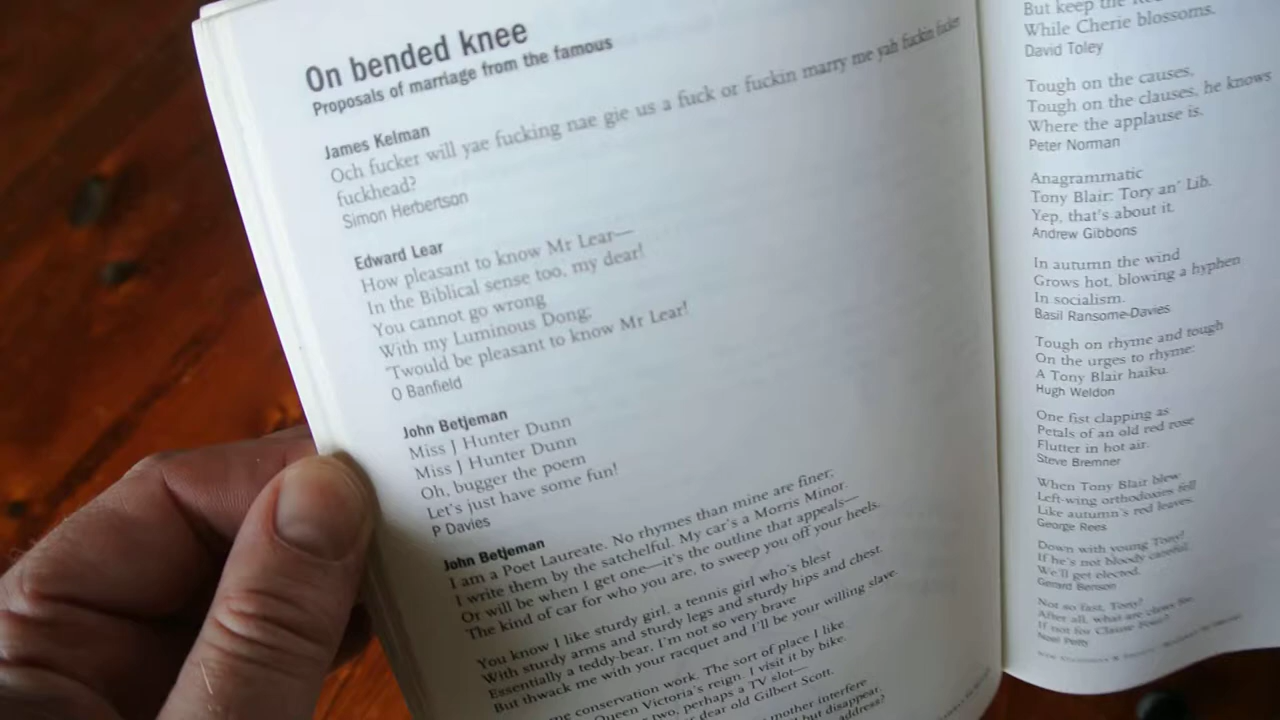 On bended knee
Proposals of marriage from the famous
James Kelman
Och fucker will yae fucking nae gie us a fuck or fuckin marry me yah fuckin fucker
fuckhead?
Simon Herbertson
Edward Lear
How pleasant to know Mr Lear—
In the Biblical sense too, my dear!
You cannot go wrong
With my Luminous Dong;
'Twould be pleasant to know Mr Lear!
O Banfield
John Betjeman
Miss J Hunter Dunn
Miss J Hunter Dunn
Oh, bugger the poem
Let's just have some fun!
P Davies
John Betjeman
I am a Poet Laureate. No rhymes than mine are finer;
I write them by the satchelful. My car's a Morris Minor.
Or will be when I get one—it's the outline that appeals—
The kind of car for who you are, to sweep you off your heels.
You know I like sturdy girl, a tennis girl who's blest
With sturdy arms and sturdy legs and sturdy hips and chest.
Essentially a teddy-bear, I'm not so very brave
But thwack me with your racquet and I'll be your willing slave.
conservation work. The sort of place I like
Queen Victoria's reign. I visit it by bike.
two, perhaps a TV slot—
dear old Gilbert Scott.
mother interfere
but disappear.
address?
But keep the
While Cherie blossoms.
David Toley
Tough on the causes,
Tough on the clauses, he knows
Where the applause is.
Peter Norman
Anagrammatic
Tony Blair: Tory an' Lib.
Yep, that's about it.
Andrew Gibbons
In autumn the wind
Grows hot, blowing a hyphen
In socialism.
Basil Ransome-Davies
Tough on rhyme and tough
On the urges to rhyme:
A Tony Blair haiku.
Hugh Weldon
One fist clapping as
Petals of an old red rose
Flutter in hot air.
Steve Bremner
When Tony Blair blew
Left-wing orthodoxies fell
Like autumn's red leaves.
George Rees
Down with young Tony!
If he's not bloody careful
We'll get elected.
Gerard Benson
Not so fast, Tony!
After all, what are claws for,
If not for Clause Four?
Noel Petty